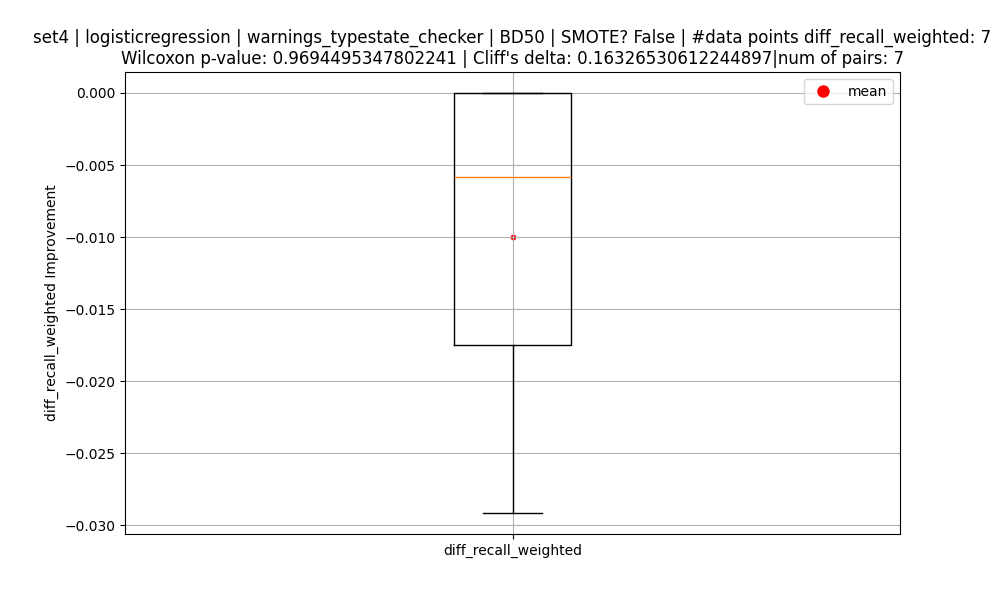 set4 | logisticregression | warnings_typestate_checker | BD50 | SMOTE? False | #data points diff_recall_weighted: 7
Wilcoxon p-value: 0.9694495347802241 | Cliff's delta: 0.16326530612244897|num of pairs: 7
mean
0.000
−0.005
−0.010
−0.015
−0.020
−0.025
−0.030
diff_recall_weighted Improvement
diff_recall_weighted